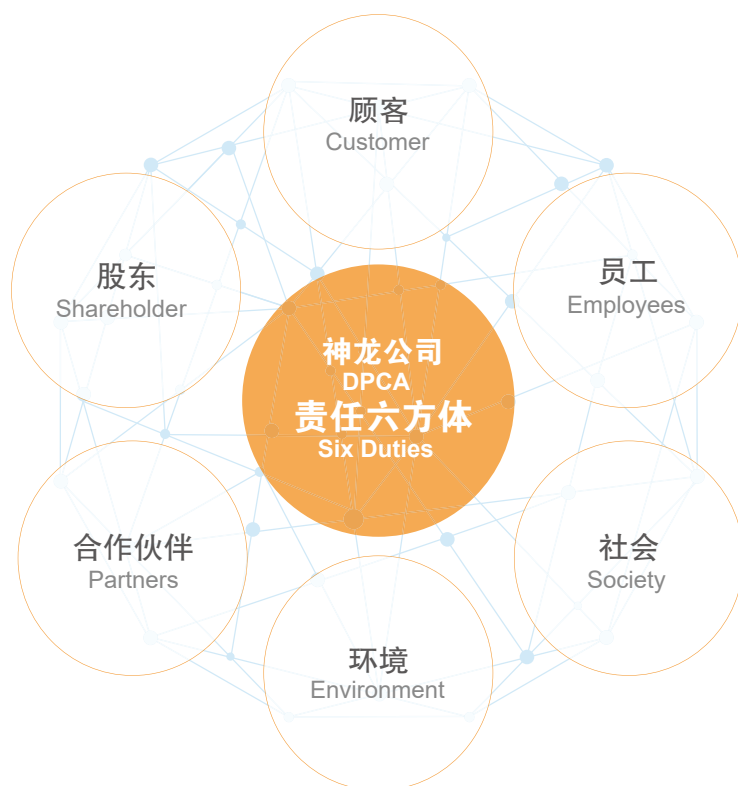 顾客
Customer
股东
Shareholder
员工
Employees
神龙公司
DPCA
责任六方体
Six Duties
合作伙伴
Partners
社会
Society
环境
Environment